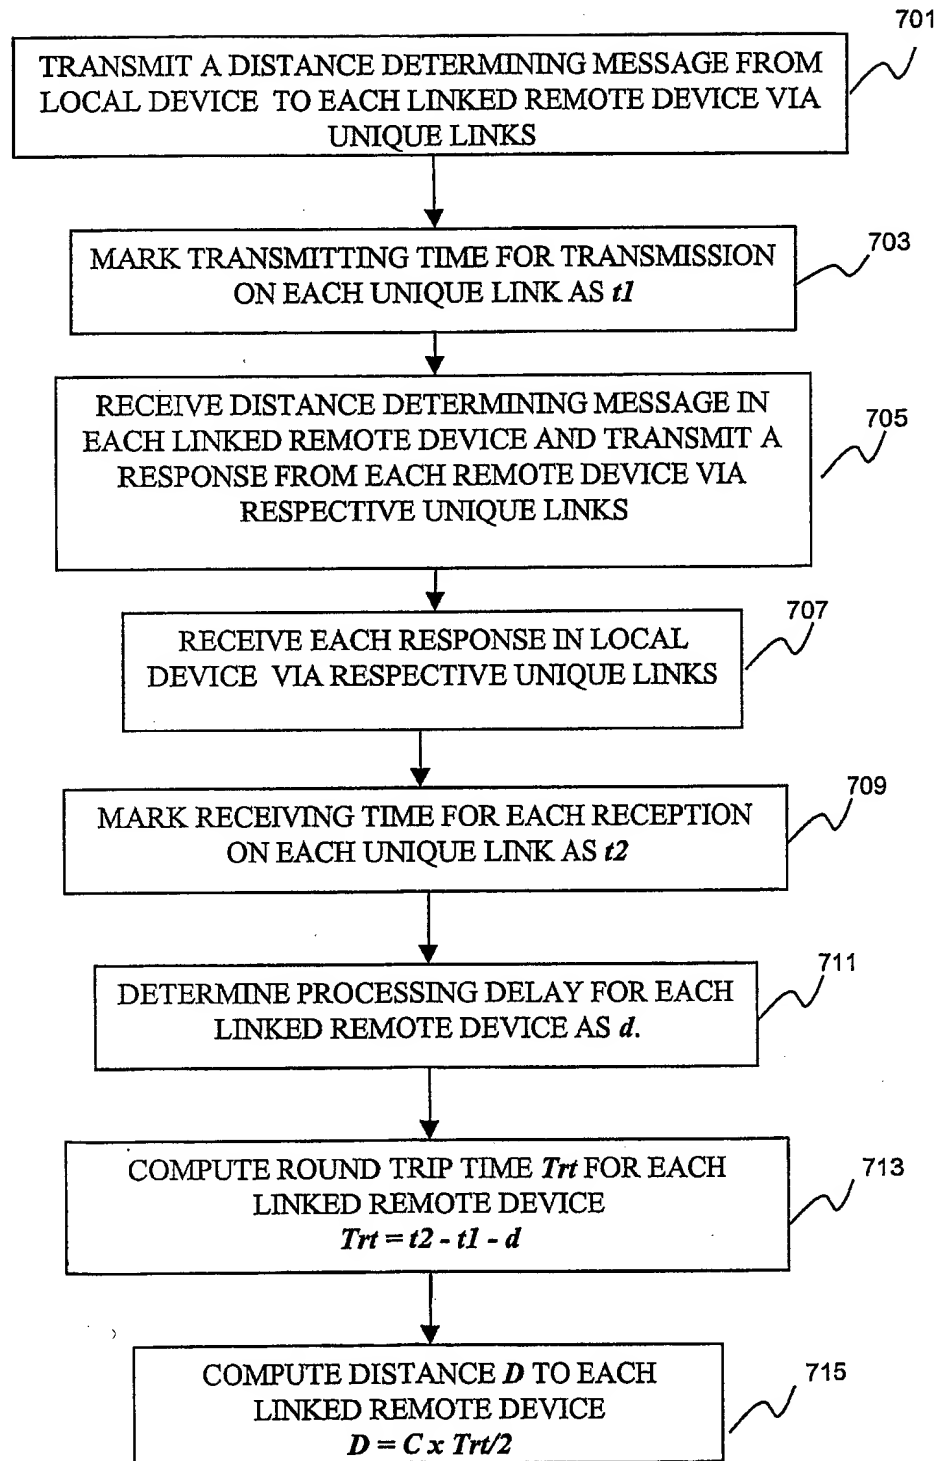 701
TRANSMIT A DISTANCE DETERMINING MESSAGE FROM
LOCAL DEVICE TO EACH LINKED REMOTE DEVICE VIA
UNIQUE LINKS
703
MARK TRANSMITTING TIME FOR TRANSMISSION
ON EACH UNIQUE LINK AS t1
705
RECEIVE DISTANCE DETERMINING MESSAGE IN
EACH LINKED REMOTE DEVICE AND TRANSMIT A
RESPONSE FROM EACH REMOTE DEVICE VIA
RESPECTIVE UNIQUE LINKS
707
RECEIVE EACH RESPONSE IN LOCAL
DEVICE VIA RESPECTIVE UNIQUE LINKS
709
MARK RECEIVING TIME FOR EACH RECEPTION
ON EACH UNIQUE LINK AS t2
711
DETERMINE PROCESSING DELAY FOR EACH
LINKED REMOTE DEVICE AS d.
713
COMPUTE ROUND TRIP TIME Trt FOR EACH
LINKED REMOTE DEVICE
Trt = t2 - t1 - d
715
COMPUTE DISTANCE D TO EACH
LINKED REMOTE DEVICE
D = C x Trt/2